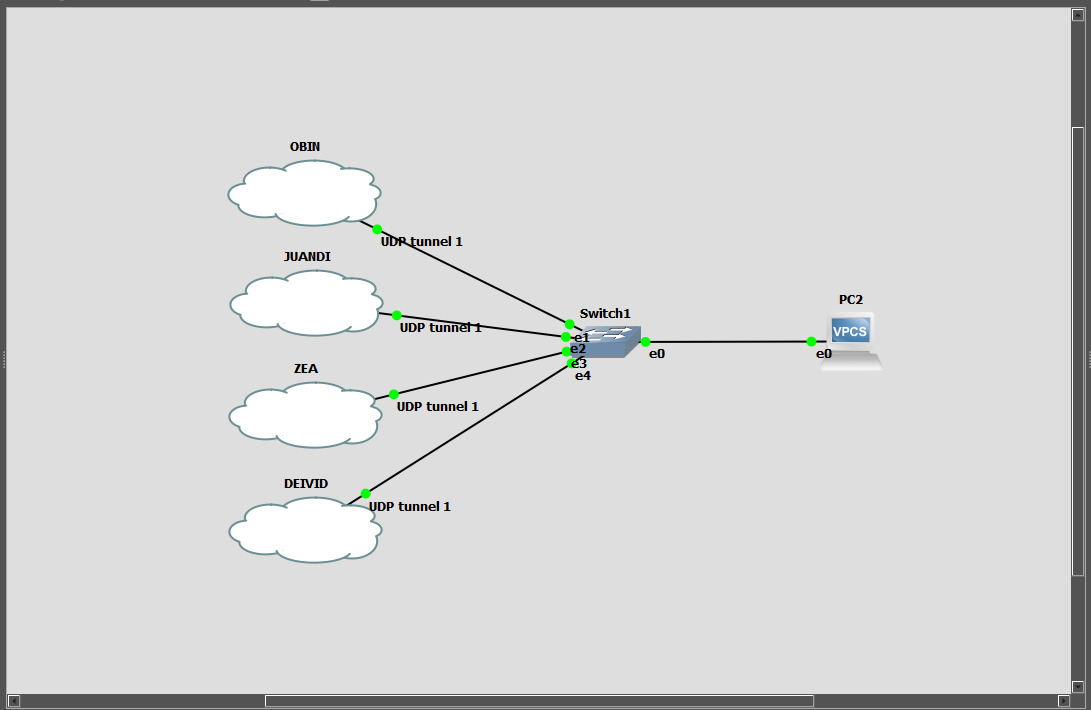 OBIN
UDP tunnel 1
JUANDI
UDP tunnel 1
Switch1
e1
e2
e3
e4
e0
PC2
VPCS
e0
ZEA
UDP tunnel 1
DEIVID
UDP tunnel 1